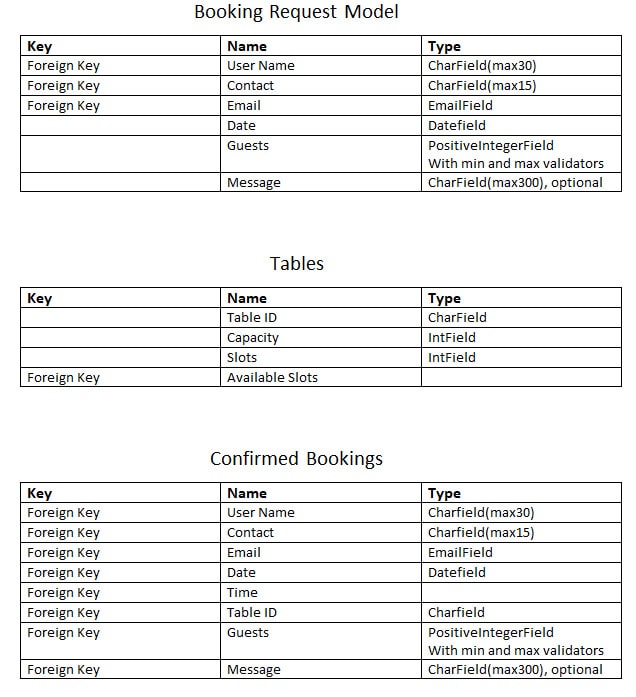 Booking Request Model
Key Name Type
Foreign Key User Name CharField(max30)
Foreign Key Contact CharField(max15)
Foreign Key Email EmailField
Date Datefield
Guests PositiveIntegerField
With min and max validators
Message CharField(max300), optional
Tables
Key Name Type
Table ID CharField
Capacity IntField
Slots IntField
Foreign Key Available Slots
Confirmed Bookings
Key Name Type
Foreign Key User Name Charfield(max30)
Foreign Key Contact Charfield(max15)
Foreign Key Email EmailField
Foreign Key Date Datefield
Foreign Key Time
Foreign Key Table ID Charfield
Foreign Key Guests PositiveIntegerField
With min and max validators
Foreign Key Message CharField(max300), optional